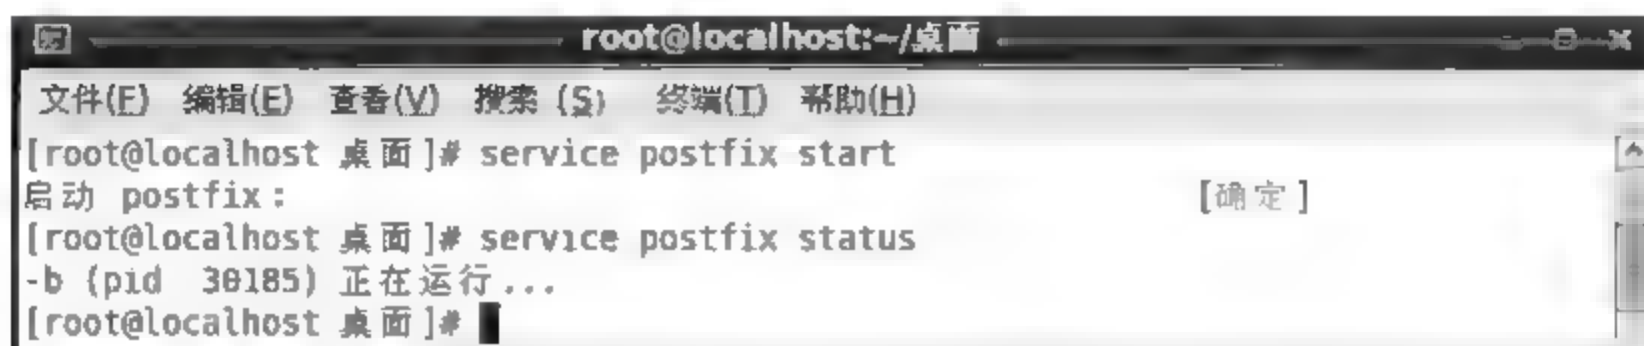 root@localhost:~/桌面
文件(F) 编辑(E) 查看(V) 搜索 (S) 终端(T) 帮助(H)
[root@localhost 桌面]# service postfix start
启动 postfix: [确定]
[root@localhost 桌面]# service postfix status
-b (pid  30185) 正在运行...
[root@localhost 桌面]#